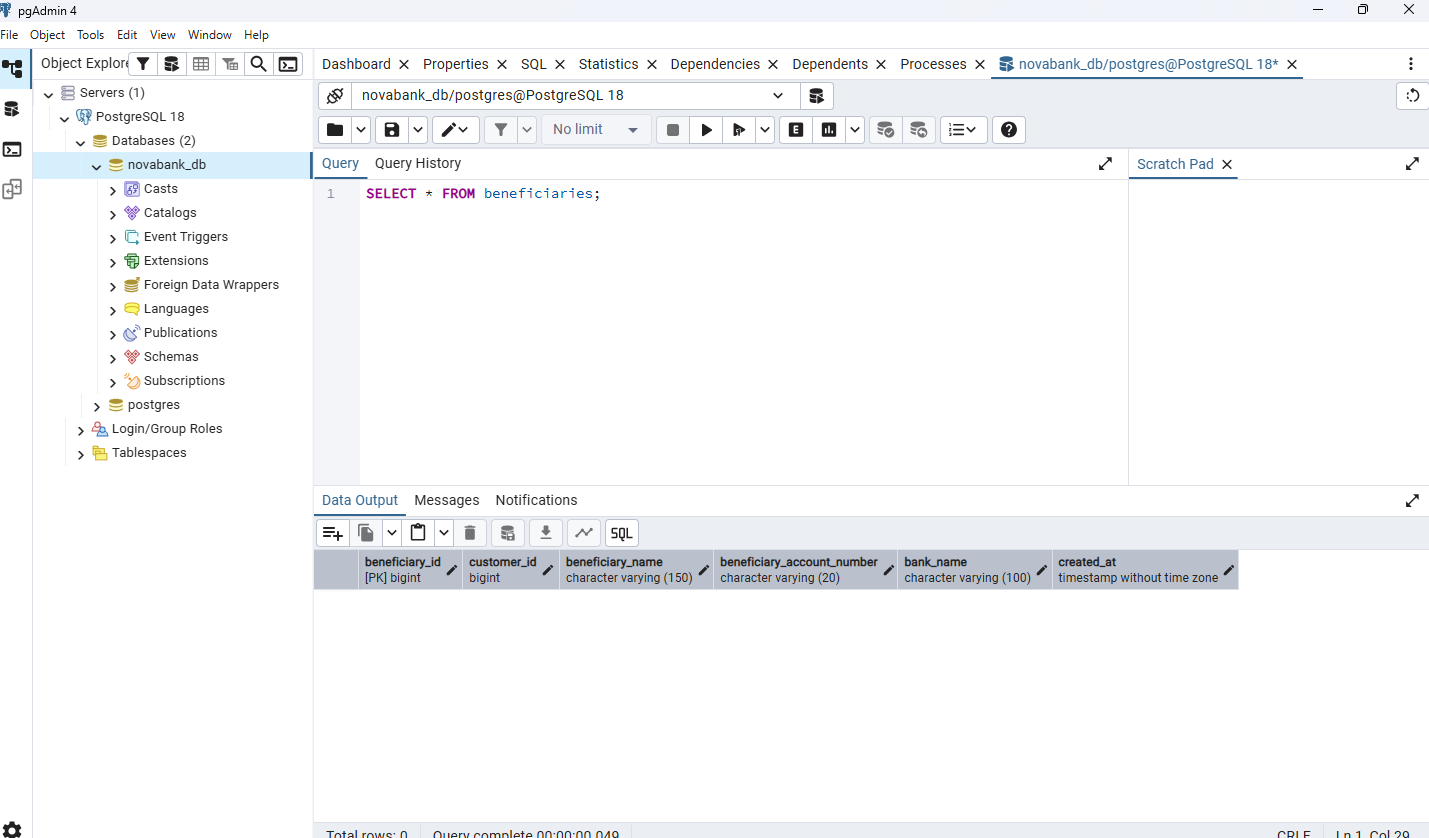 pgAdmin 4
File Object Tools Edit View Window Help
Object Explore
Dashboard Properties SQL Statistics Dependencies Dependents Processes novabank_db/postgres@PostgreSQL 18*
Servers (1)
PostgreSQL 18
Databases (2)
novabank_db
Casts
Catalogs
Event Triggers
Extensions
Foreign Data Wrappers
Languages
Publications
Schemas
Subscriptions
postgres
Login/Group Roles
Tablespaces
novabank_db/postgres@PostgreSQL 18
No limit
E
Query Query History
Scratch Pad
1 SELECT * FROM beneficiaries;
Data Output Messages Notifications
SQL
beneficiary_id customer_id beneficiary_name beneficiary_account_number bank_name created_at
[PK] bigint bigint character varying (150) character varying (20) character varying (100) timestamp without time zone
Total rows: 0 Query complete 00:00:00.049 CRLF Ln 1, Col 29